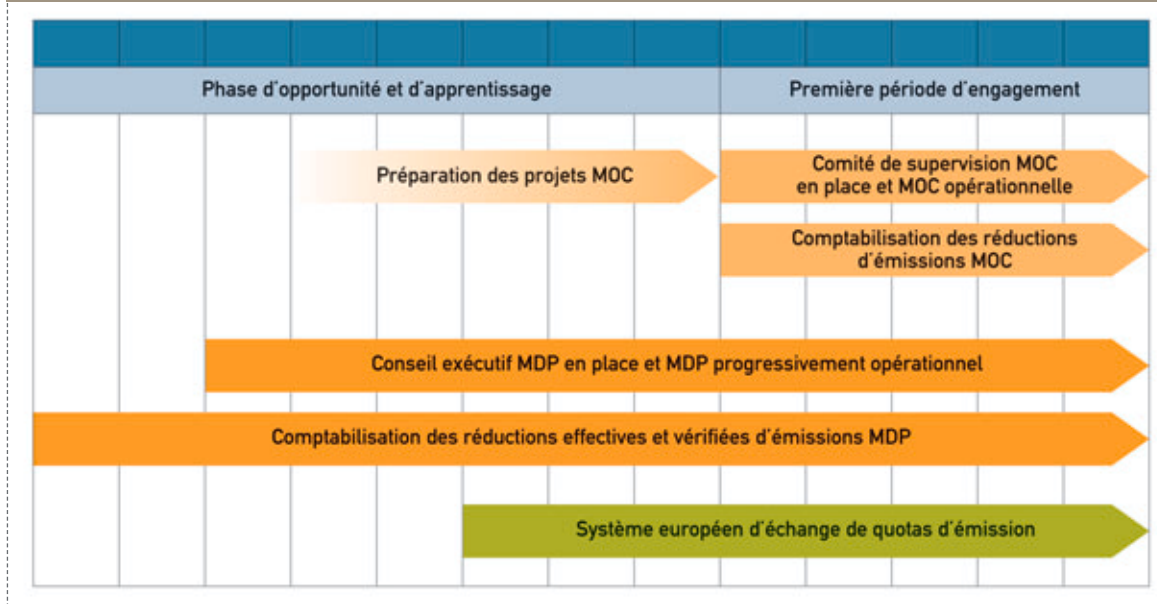 Phase d'opportunité et d'apprentissage
Première période d'engagement
Préparation des projets MOC
Comité de supervision MOC
en place et MOC opérationnelle
Comptabilisation des réductions
d'émissions MOC
Conseil exécutif MDP en place et MDP progressivement opérationnel
Comptabilisation des réductions effectives et vérifiées d'émissions MDP
Système européen d'échange de quotas d'émission